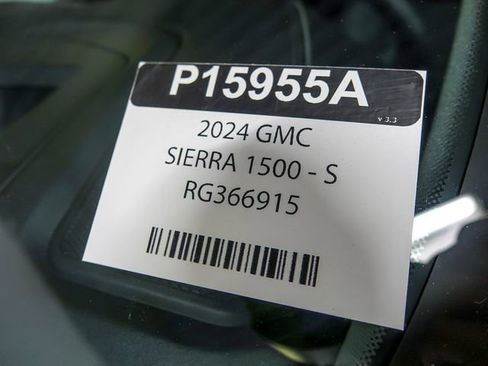 P15955A
v 3.3
2024 GMC
SIERRA 1500 - S
RG366915